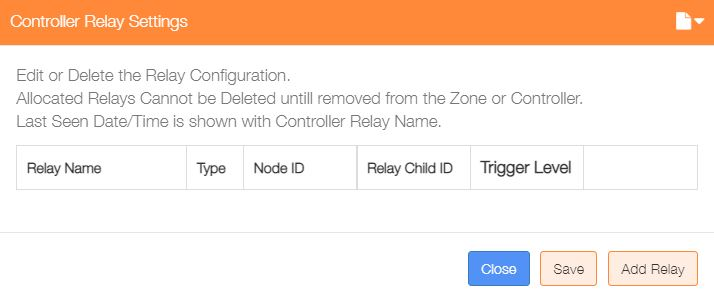 Controller Relay Settings
Edit or Delete the Relay Configuration.
Allocated Relays Cannot be Deleted untill removed from the Zone or Controller.
Last Seen Date/Time is shown with Controller Relay Name.
Relay Name Type Node ID Relay Child ID Trigger Level
Close Save Add Relay